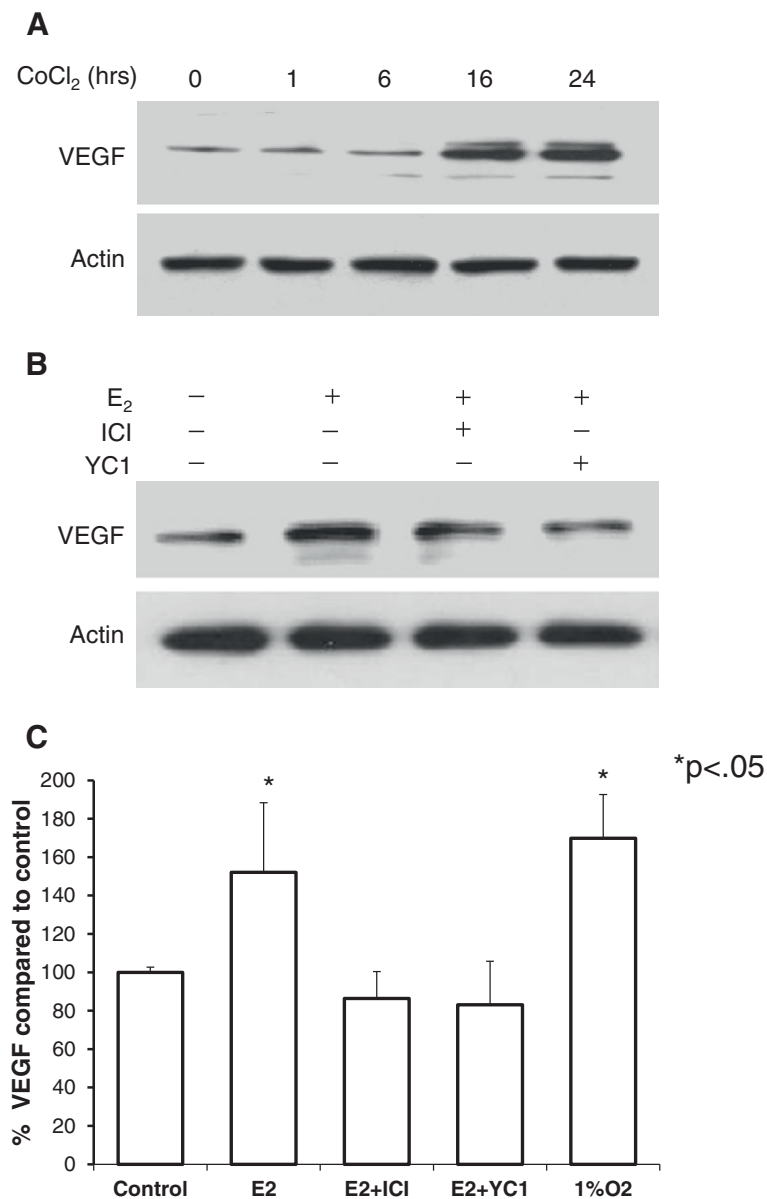 A
CoCl₂ (hrs) 0 1 6 16 24
VEGF
Actin
B
E₂ − + + +
ICI − − + −
YC1 − − − +
VEGF
Actin
C
*p<.05
% VEGF compared to control
200
180
160
140
120
100
80
60
40
20
0
* *
Control E2 E2+ICI E2+YC1 1%O2